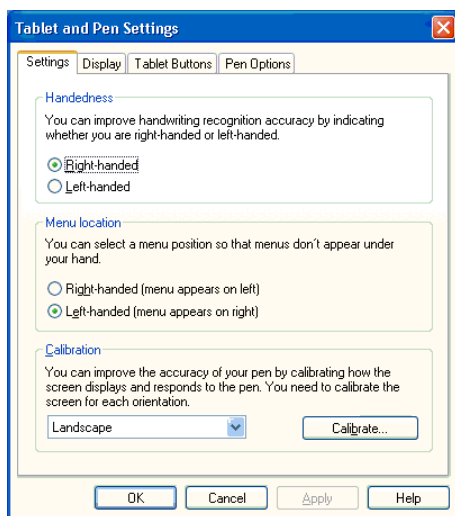 Tablet and Pen Settings
Settings Display Tablet Buttons Pen Options
Handedness
You can improve handwriting recognition accuracy by indicating
whether you are right-handed or left-handed.
Right-handed
Left-handed
Menu location
You can select a menu position so that menus don't appear under
your hand.
Right-handed (menu appears on left)
Left-handed (menu appears on right)
Calibration
You can improve the accuracy of your pen by calibrating how the
screen displays and responds to the pen. You need to calibrate the
screen for each orientation.
Landscape Calibrate...
OK Cancel Apply Help